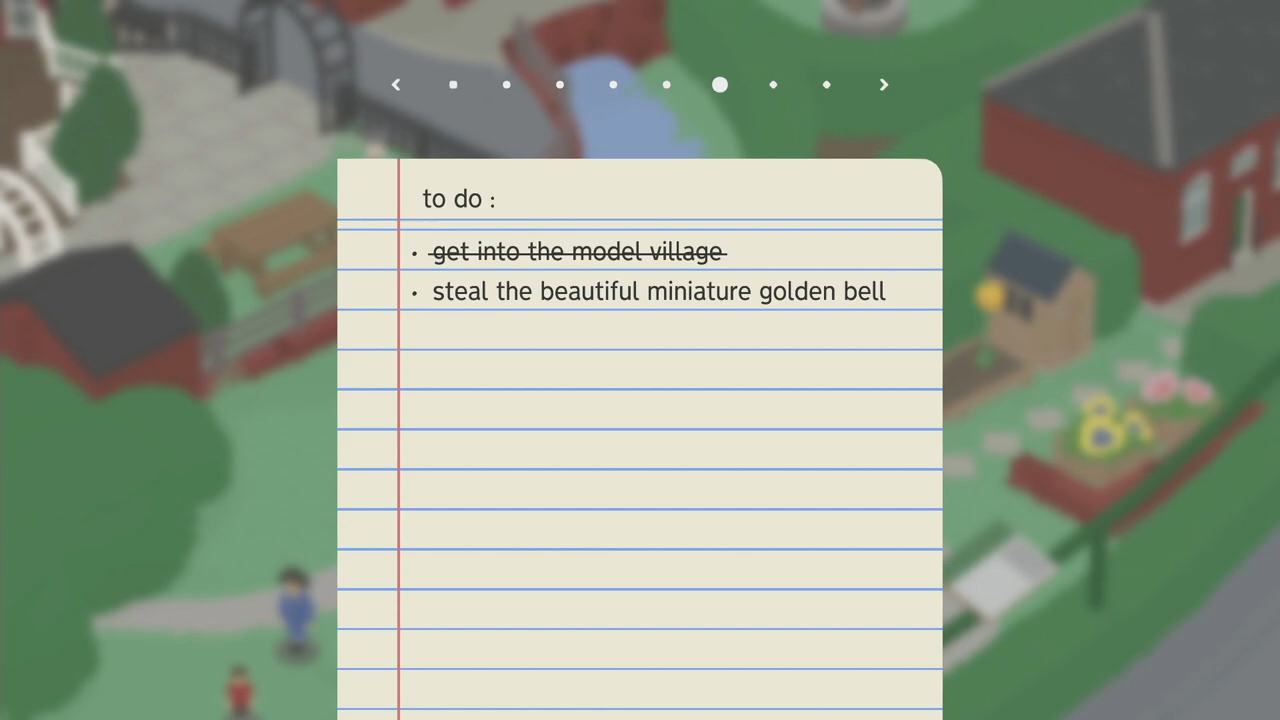 to do :
· get into the model village
· steal the beautiful miniature golden bell